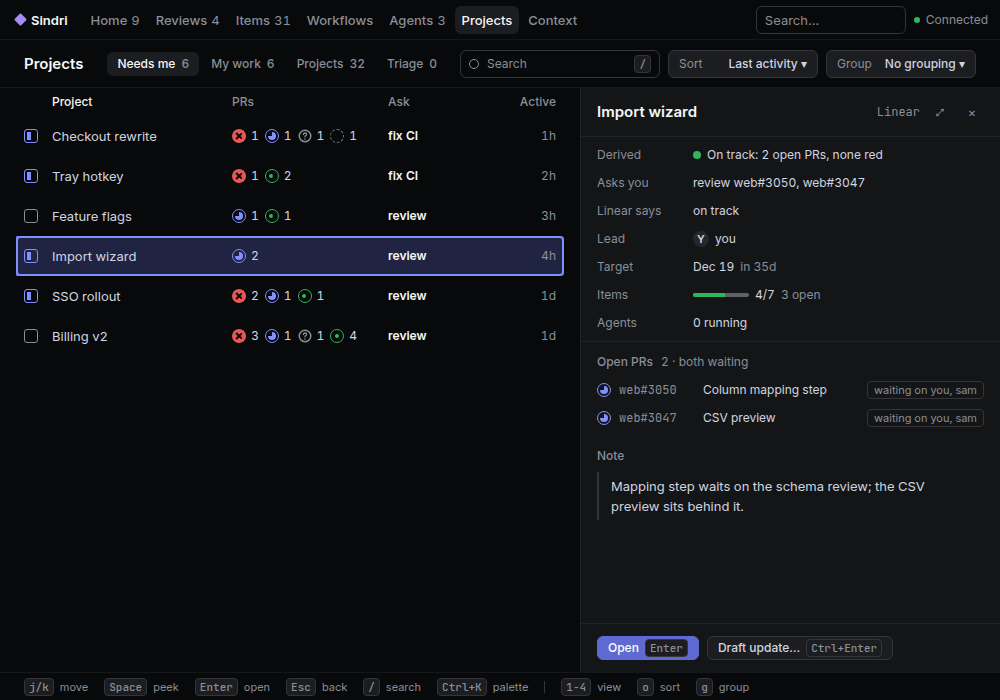 Sindri Home 9 Reviews 4 Items 31 Workflows Agents 3 Projects Context Search... Connected
Projects Needs me 6 My work 6 Projects 32 Triage 0 Search / Sort Last activity ▾ Group No grouping ▾
Project PRs Ask Active
Checkout rewrite 1 1 1 1 fix CI 1h
Tray hotkey 1 2 fix CI 2h
Feature flags 1 1 review 3h
Import wizard 2 review 4h
SSO rollout 2 1 1 review 1d
Billing v2 3 1 1 4 review 1d
Import wizard Linear ⤢ ×
Derived On track: 2 open PRs, none red
Asks you review web#3050, web#3047
Linear says on track
Lead Y you
Target Dec 19 in 35d
Items 4/7 3 open
Agents 0 running
Open PRs 2 · both waiting
web#3050 Column mapping step waiting on you, sam
web#3047 CSV preview waiting on you, sam
Note
Mapping step waits on the schema review; the CSV
preview sits behind it.
Open Enter Draft update... Ctrl+Enter
j/k move Space peek Enter open Esc back / search Ctrl+K palette 1-4 view o sort g group